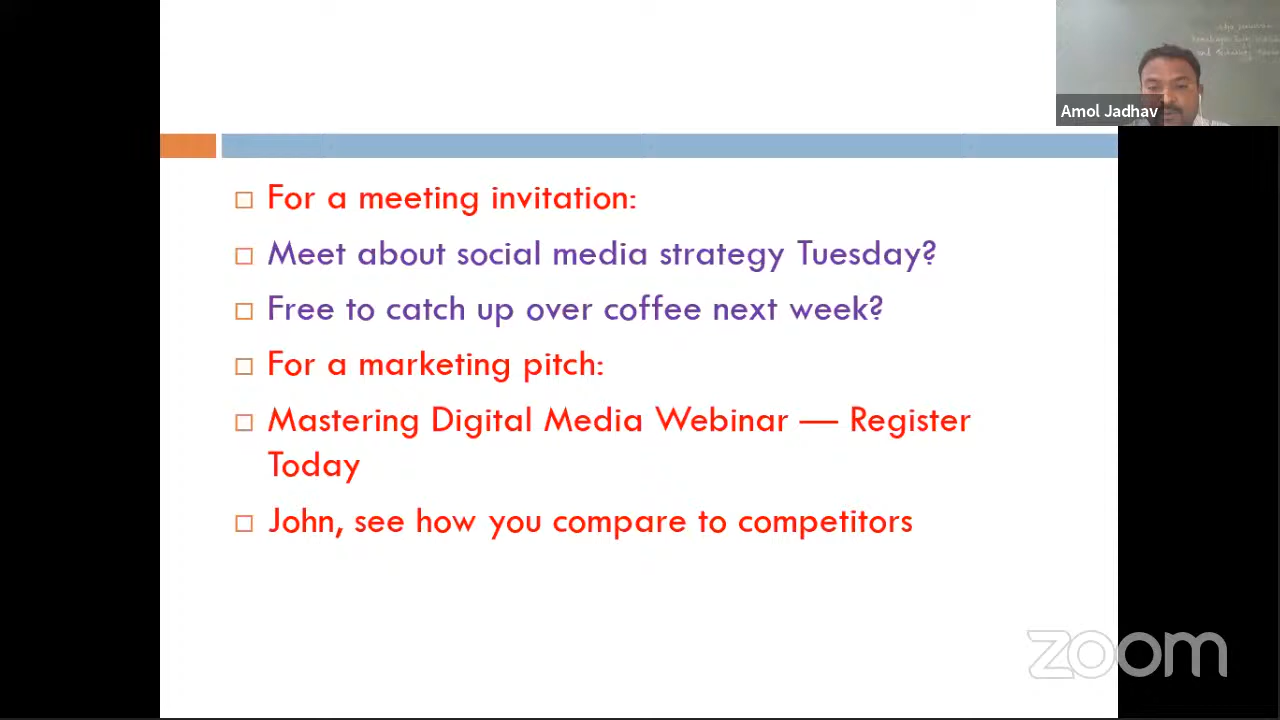 Amol Jadhav
For a meeting invitation:
Meet about social media strategy Tuesday?
Free to catch up over coffee next week?
For a marketing pitch:
Mastering Digital Media Webinar — Register
Today
John, see how you compare to competitors
zoom